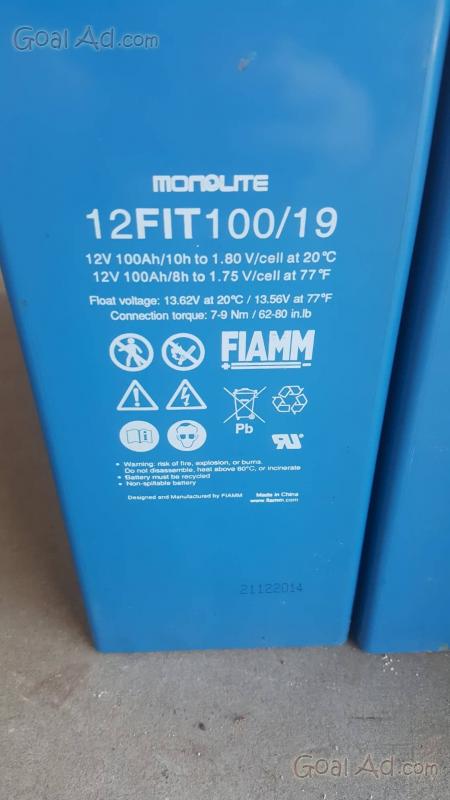 Goal Ad.com
MONOLITE
12FIT100/19
12V 100Ah/10h to 1.80 V/cell at 20°C
12V 100Ah/8h to 1.75 V/cell at 77°F
Float voltage: 13.62V at 20°C / 13.56V at 77°F
Connection torque: 7-9 Nm / 62-80 in.lb
FIAMM
Pb
• Warning: risk of fire, explosion, or burns.
Do not disassemble, heat above 60°C, or incinerate
• Battery must be recycled
• Non-spillable battery
Designed and Manufactured by FIAMM
Made in China
www.fiamm.com
21122014
Goal Ad.com